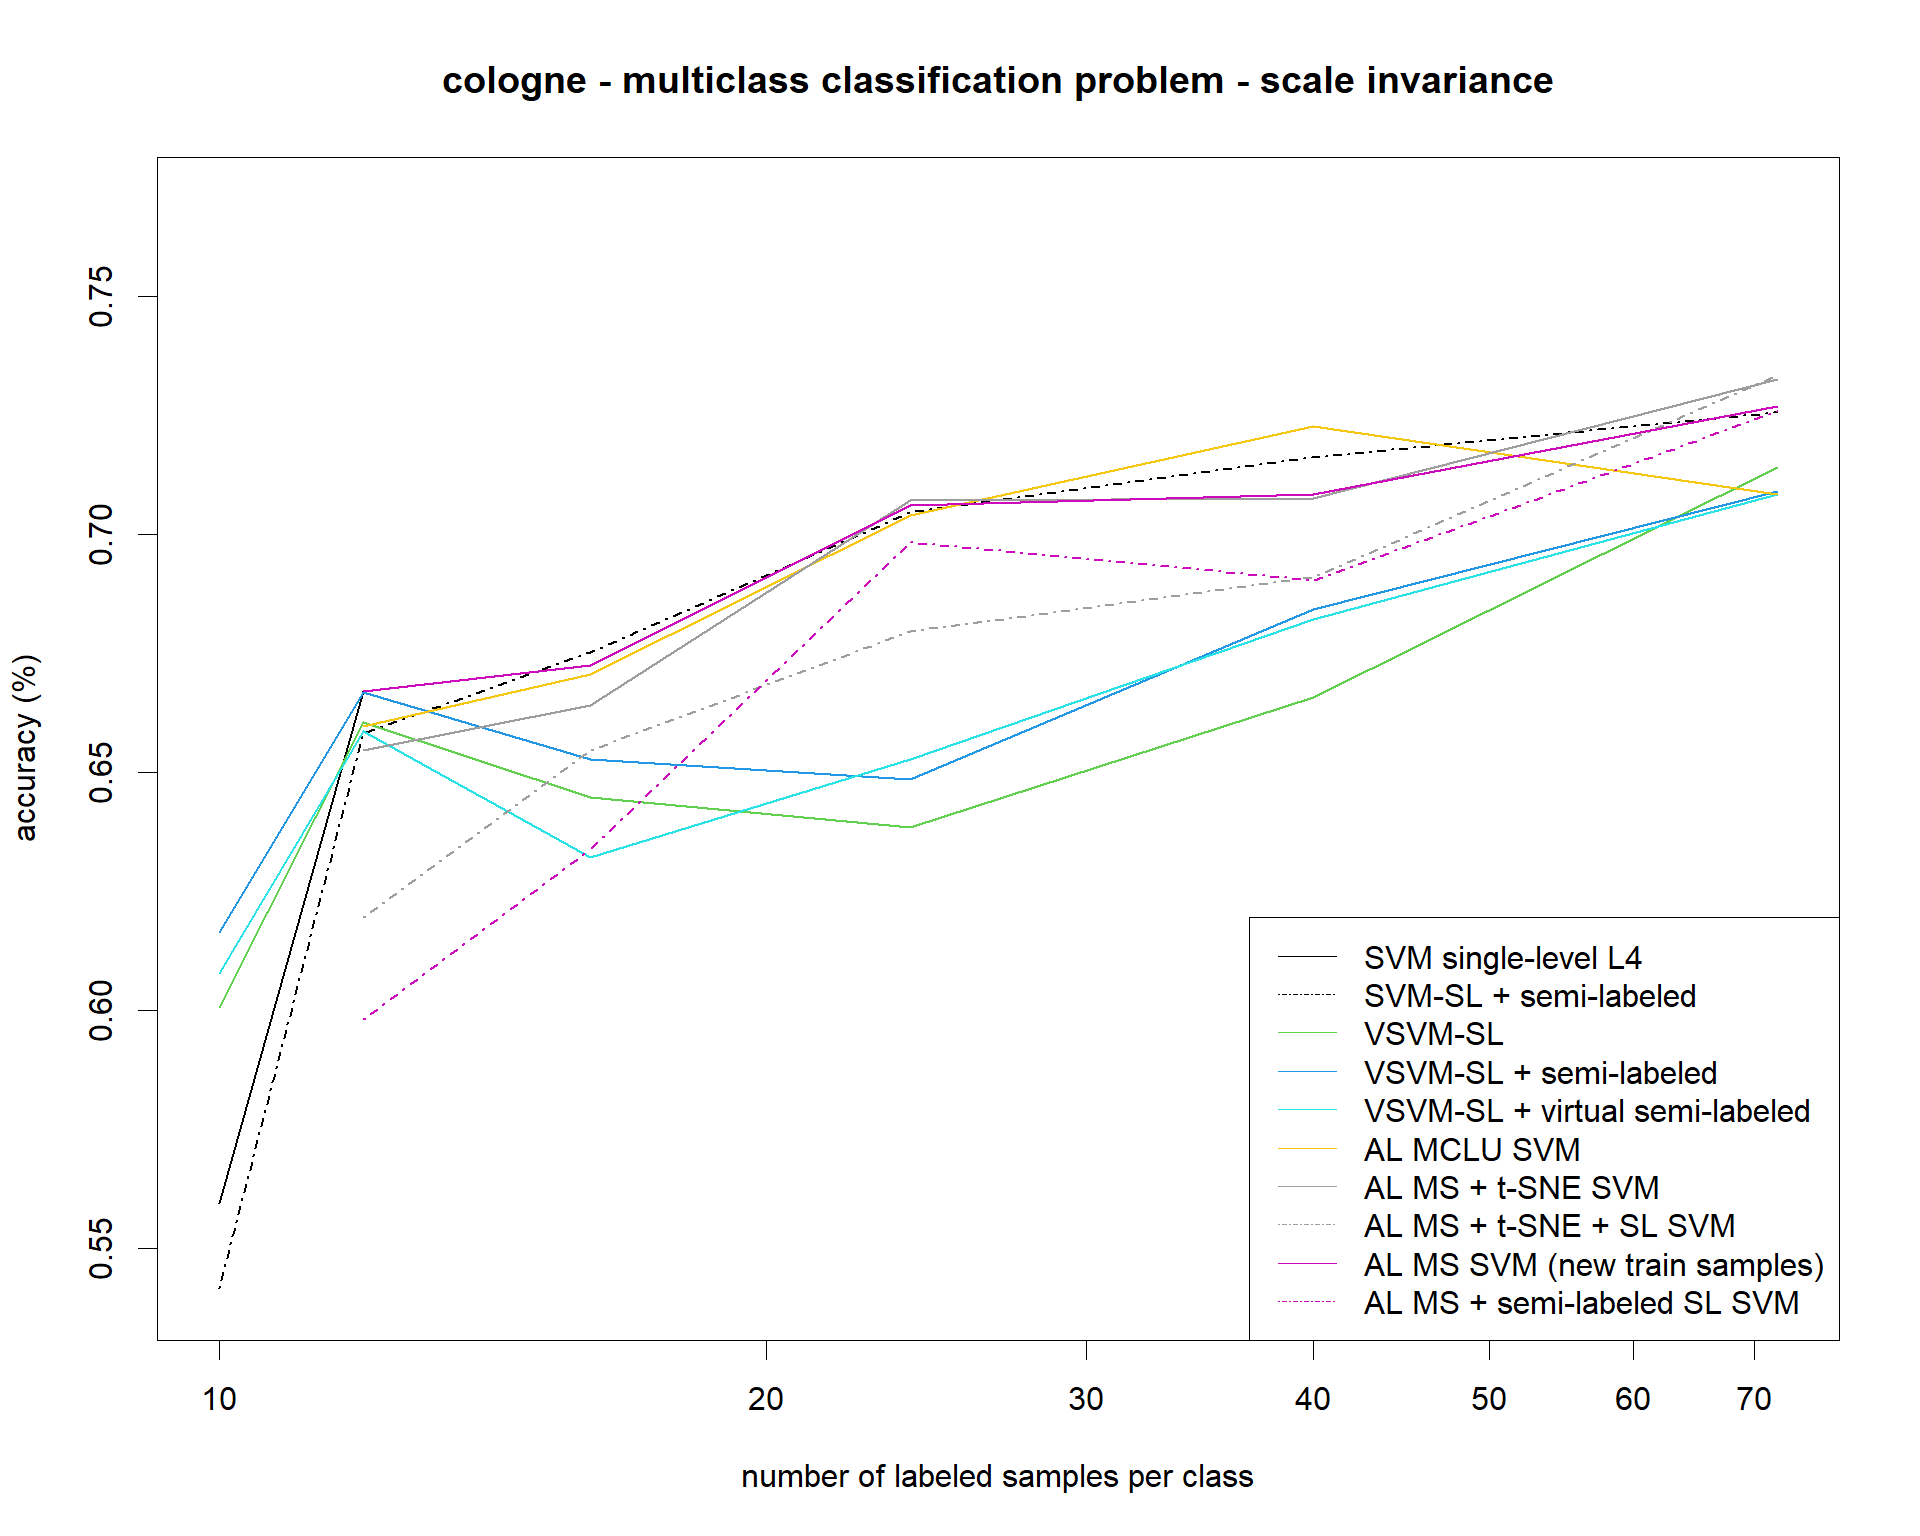 cologne - multiclass classification problem - scale invariance
accuracy (%)
0.75
0.70
0.65
0.60
0.55
SVM single-level L4
SVM-SL + semi-labeled
VSVM-SL
VSVM-SL + semi-labeled
VSVM-SL + virtual semi-labeled
AL MCLU SVM
AL MS + t-SNE SVM
AL MS + t-SNE + SL SVM
AL MS SVM (new train samples)
AL MS + semi-labeled SL SVM
10 20 30 40 50 60 70
number of labeled samples per class